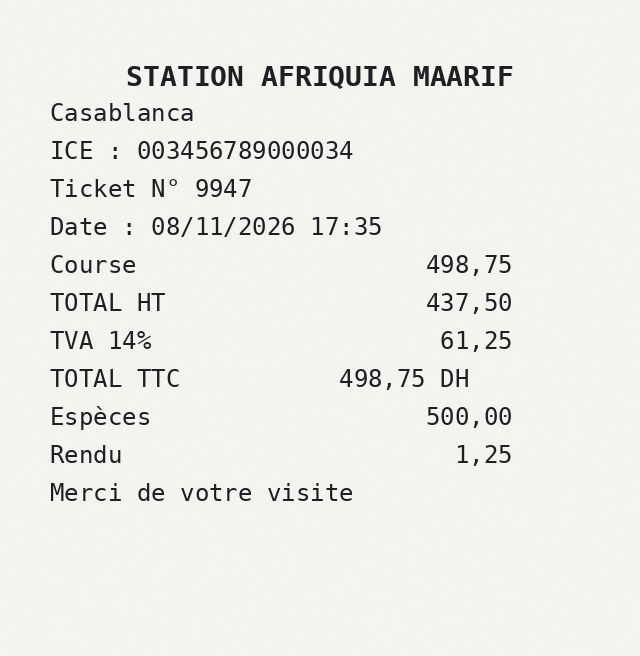 STATION AFRIQUIA MAARIF
Casablanca
ICE : 003456789000034
Ticket N° 9947
Date : 08/11/2026 17:35
Course 498,75
TOTAL HT 437,50
TVA 14% 61,25
TOTAL TTC 498,75 DH
Espèces 500,00
Rendu 1,25
Merci de votre visite